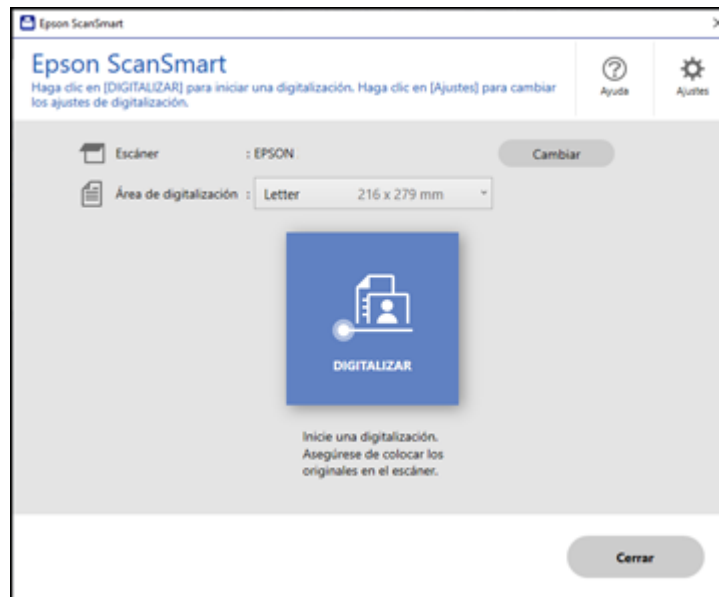 Epson ScanSmart
Epson ScanSmart
Haga clic en [DIGITALIZAR] para iniciar una digitalización. Haga clic en [Ajustes] para cambiar
los ajustes de digitalización.
Ayuda
Ajustes
Escáner : EPSON
Cambiar
Área de digitalización : Letter 216 x 279 mm
DIGITALIZAR
Inicie una digitalización.
Asegúrese de colocar los
originales en el escáner.
Cerrar